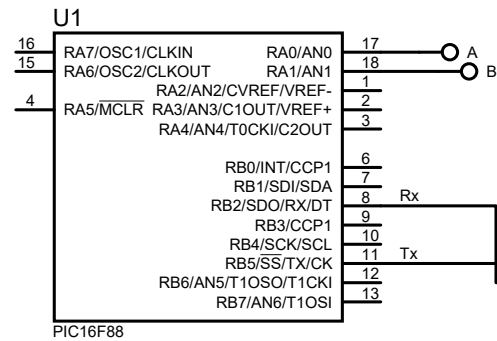 U1
16 RA7/OSC1/CLKIN RA0/AN0 17 A
15 RA6/OSC2/CLKOUT RA1/AN1 18 B
RA2/AN2/CVREF/VREF- 1
4 RA5/MCLR RA3/AN3/C1OUT/VREF+ 2
RA4/AN4/T0CKI/C2OUT 3
RB0/INT/CCP1 6
RB1/SDI/SDA 7
RB2/SDO/RX/DT 8 Rx
RB3/CCP1 9
RB4/SCK/SCL 10
RB5/SS/TX/CK 11 Tx
RB6/AN5/T1OSO/T1CKI 12
RB7/AN6/T1OSI 13
PIC16F88